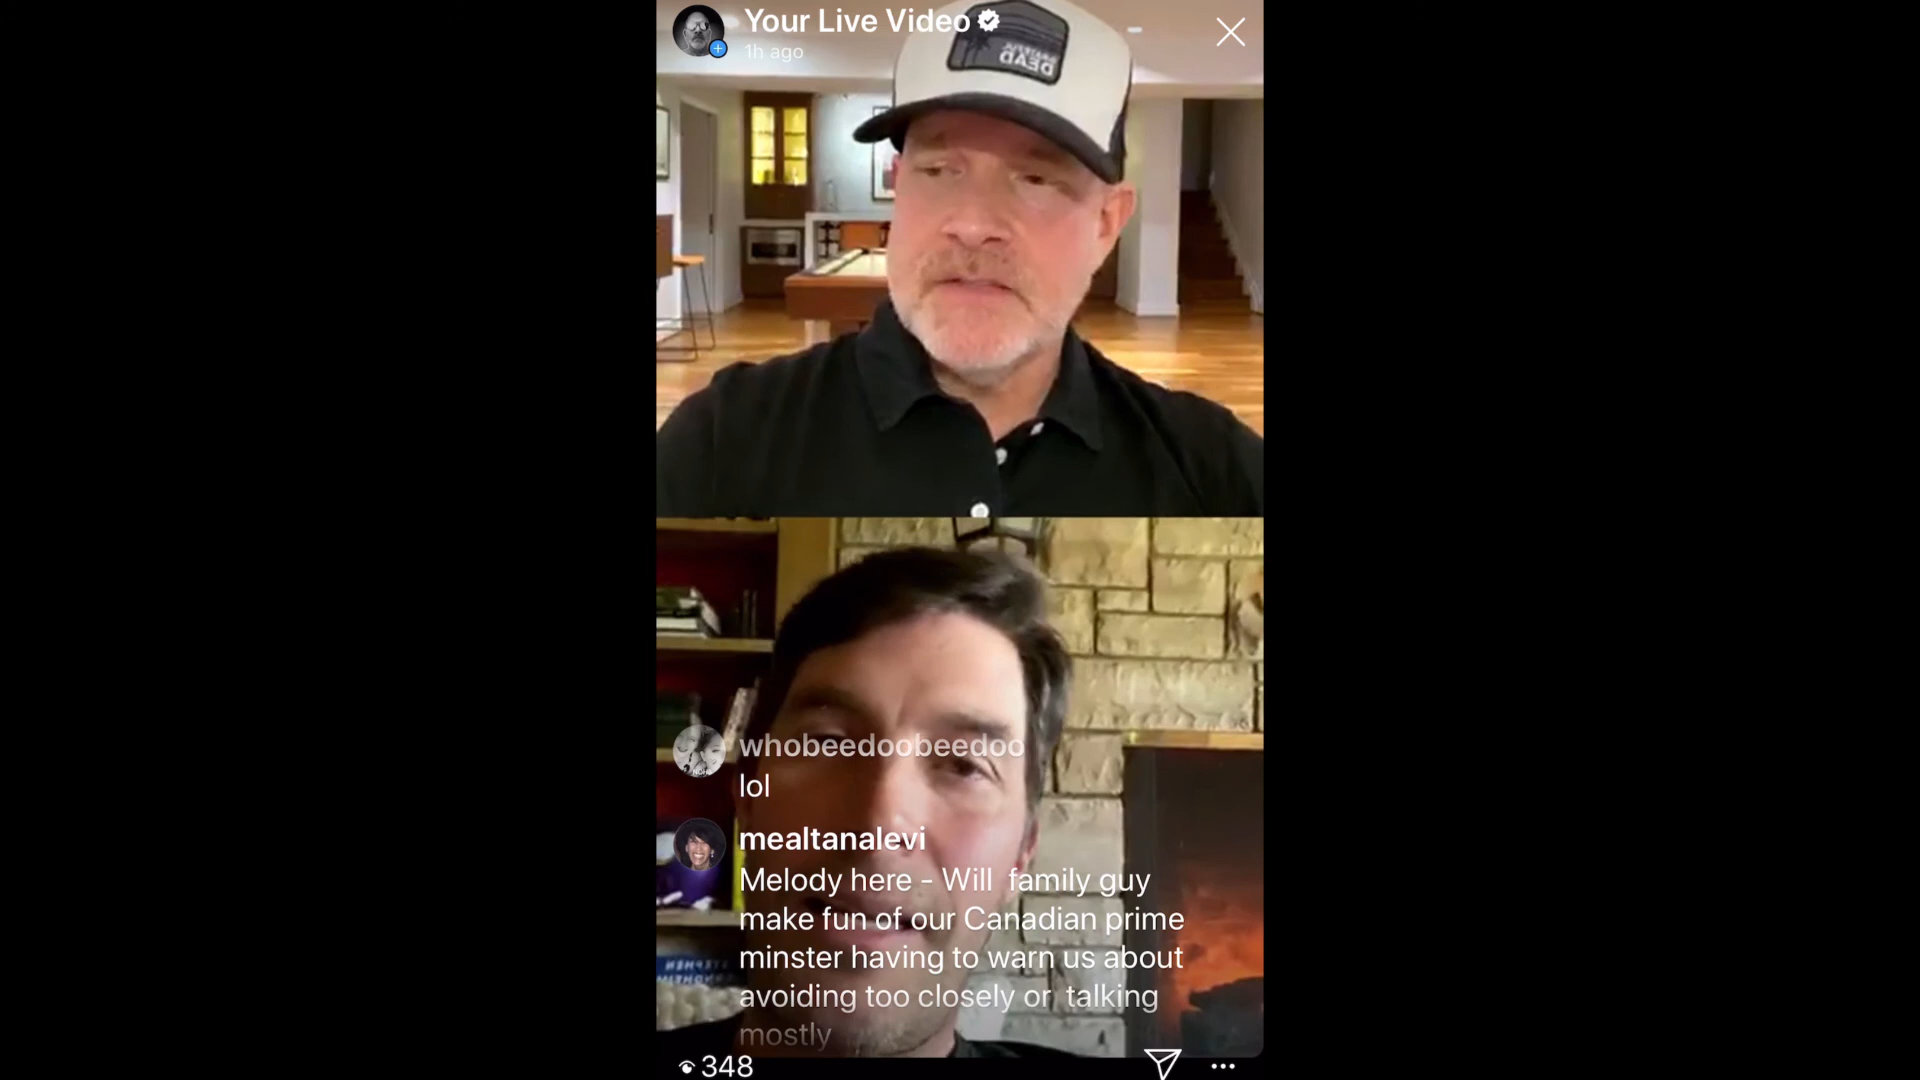 Your Live Video
1h ago
DEAD
whobeedoobeedoo
lol
mealtanalevi
Melody here - Will family guy
make fun of our Canadian prime
minster having to warn us about
avoiding too closely or talking
mostly
STEPHEN
348